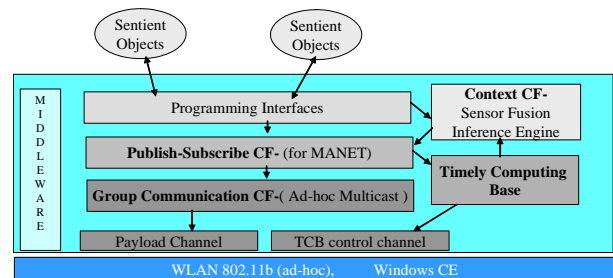 Sentient
Objects
Sentient
Objects
MIDDLEWARE
Programming Interfaces
Context CF-
Sensor Fusion
Inference Engine
Publish-Subscribe CF- (for MANET)
Timely Computing
Base
Group Communication CF-( Ad-hoc Multicast )
Payload Channel
TCB control channel
WLAN 802.11b (ad-hoc), Windows CE